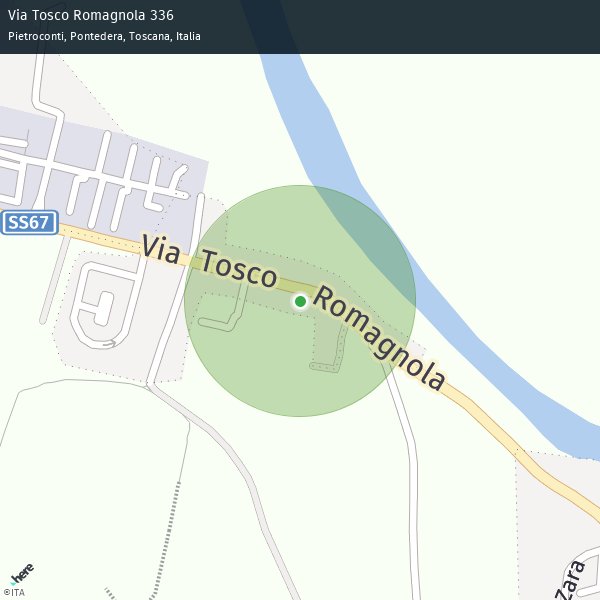 Via Tosco Romagnola 336
Pietroconti, Pontedera, Toscana, Italia
SS67
Via Tosco Romagnola
Zara
here
©ITA